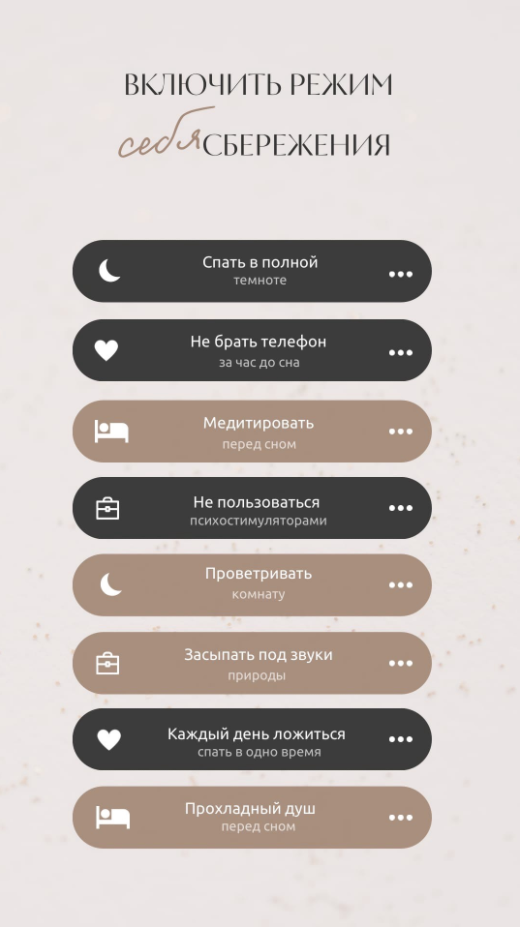 ВКЛЮЧИТЬ РЕЖИМ
себяСБЕРЕЖЕНИЯ
Спать в полной
темноте
Не брать телефон
за час до сна
Медитировать
перед сном
Не пользоваться
психостимуляторами
Проветривать
комнату
Засыпать под звуки
природы
Каждый день ложиться
спать в одно время
Прохладный душ
перед сном